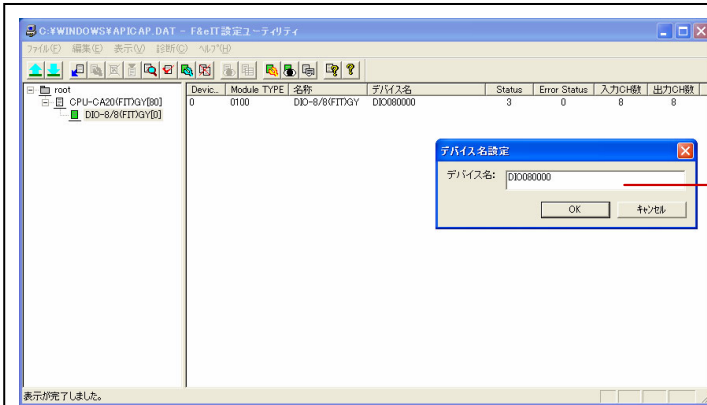 C:¥WINDOWS¥APICAP.DAT - F&eIT設定ユーティリティ
ファイル(F) 編集(E) 表示(V) 診断(O) ヘルプ(H)
root
CPU-CA20(FIT)GY[80]
DIO-8/8(FIT)GY[0]
Devic... Module TYPE 名称 デバイス名 Status Error Status 入力CH数 出力CH数
0 0100 DIO-8/8(FIT)GY DIO080000 3 0 8 8
デバイス名設定
デバイス名: DIO080000
OK キャンセル
表示が完了しました。